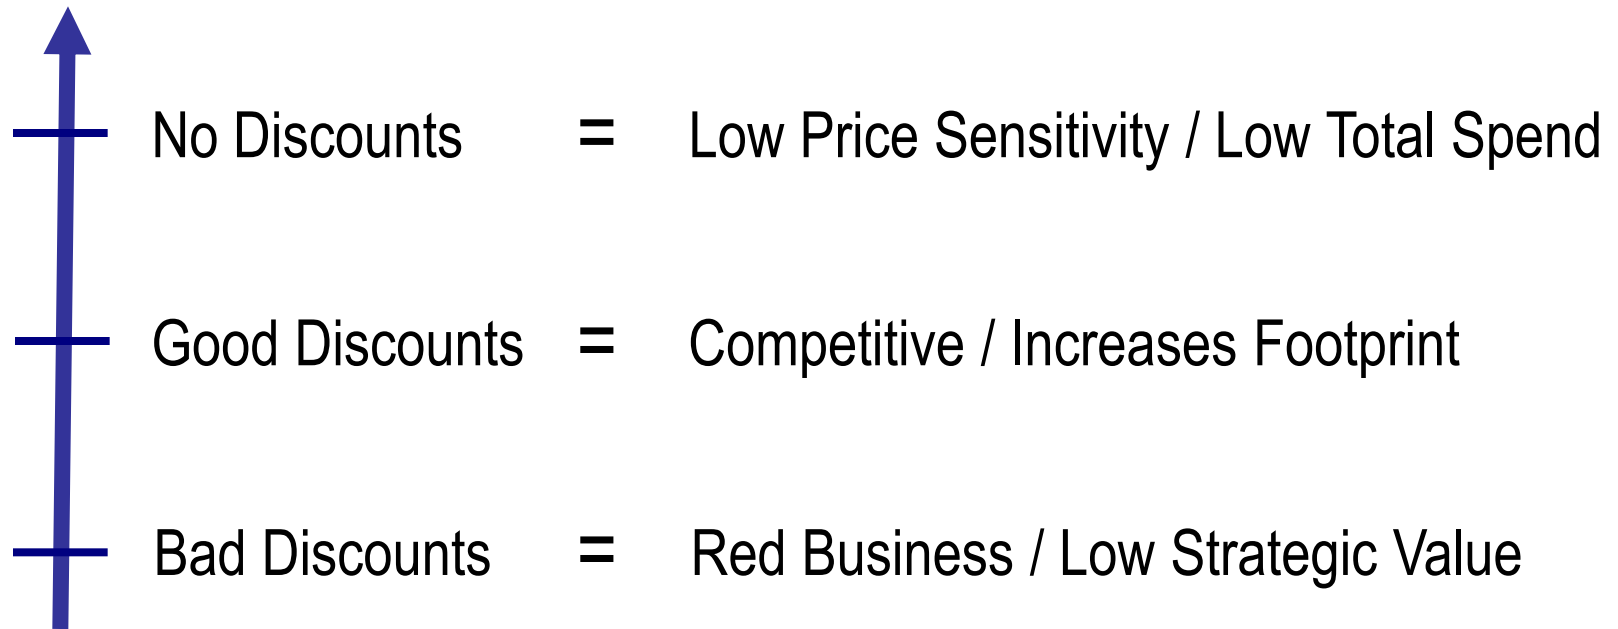 No Discounts = Low Price Sensitivity / Low Total Spend
Good Discounts = Competitive / Increases Footprint
Bad Discounts = Red Business / Low Strategic Value